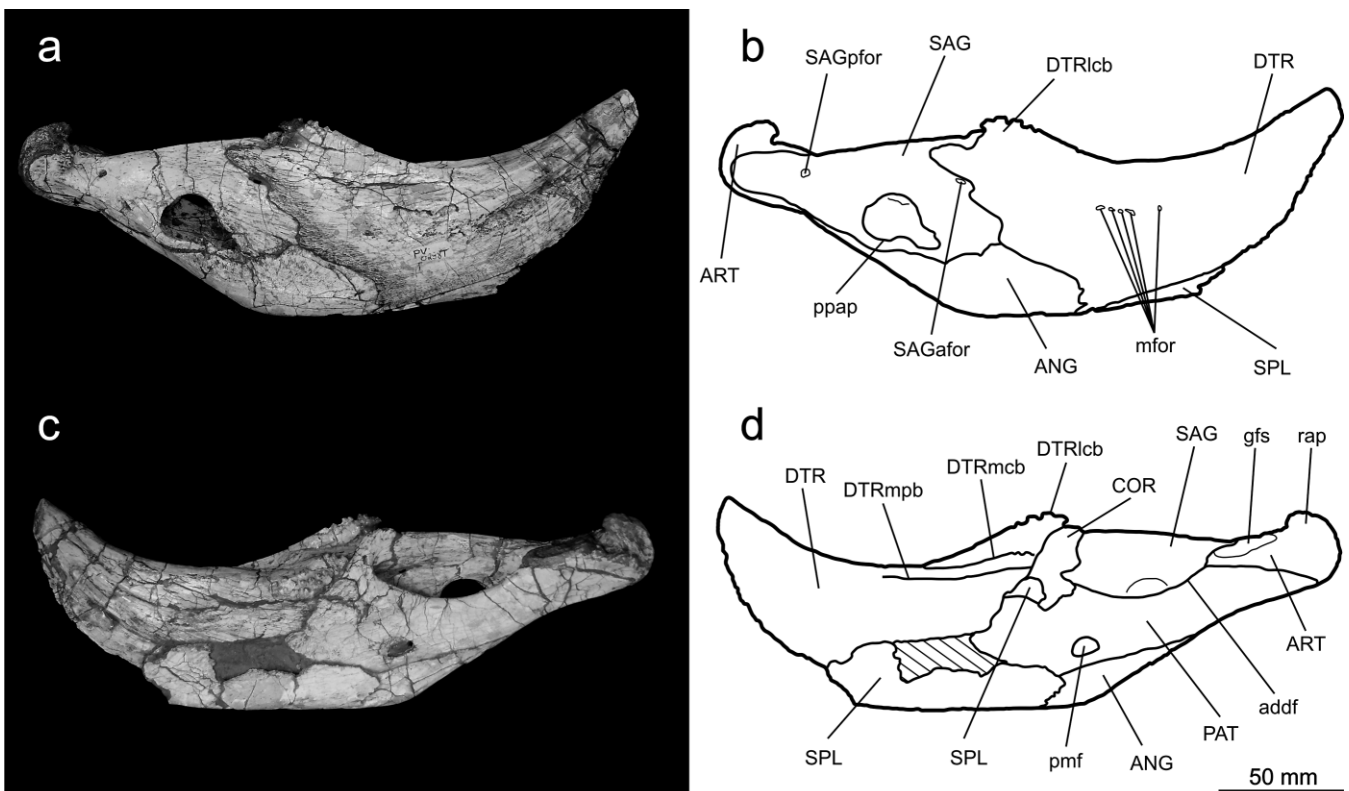 a
b
SAGpfor
SAG
DTRlcb
DTR
ART
ppap
SAGafor
ANG
mfor
SPL
c
d
DTR
DTRmpb
DTRmcb
DTRlcb
COR
SAG
gfs
rap
ART
addf
PAT
SPL
SPL
pmf
ANG
50 mm